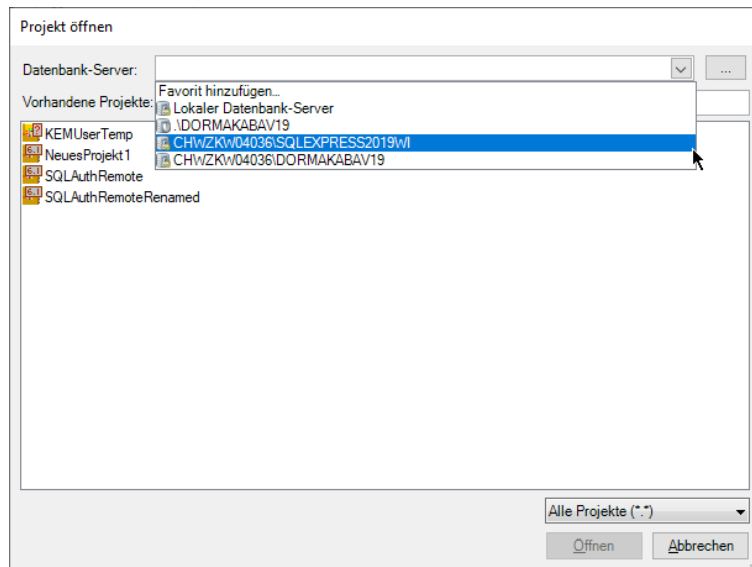 Projekt öffnen
Datenbank-Server:
...
Favorit hinzufügen...
Lokaler Datenbank-Server
.\DORMAKABAV19
CHWZKW04036\SQLEXPRESS2019WI
CHWZKW04036\DORMAKABAV19
Vorhandene Projekte:
KEMUserTemp
NeuesProjekt1
SQLAuthRemote
SQLAuthRemoteRenamed
Alle Projekte (*.*)
Öffnen
Abbrechen